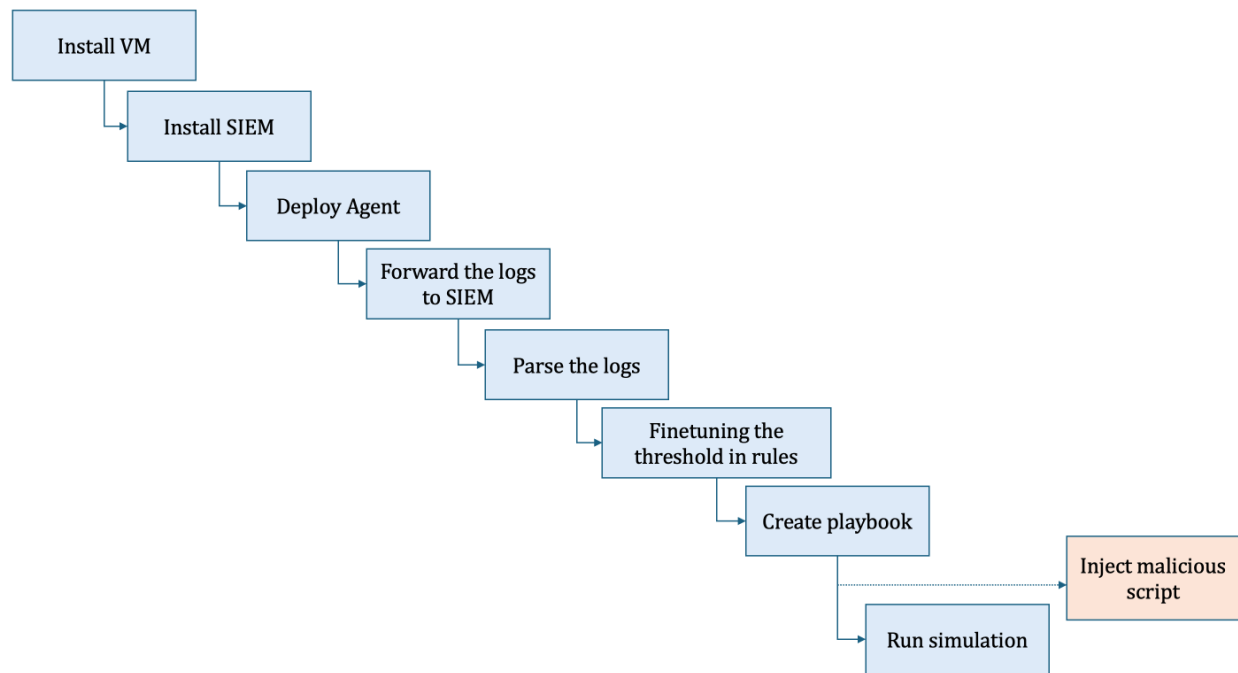 Install VM
Install SIEM
Deploy Agent
Forward the logs
to SIEM
Parse the logs
Finetuning the
threshold in rules
Create playbook
Inject malicious
script
Run simulation